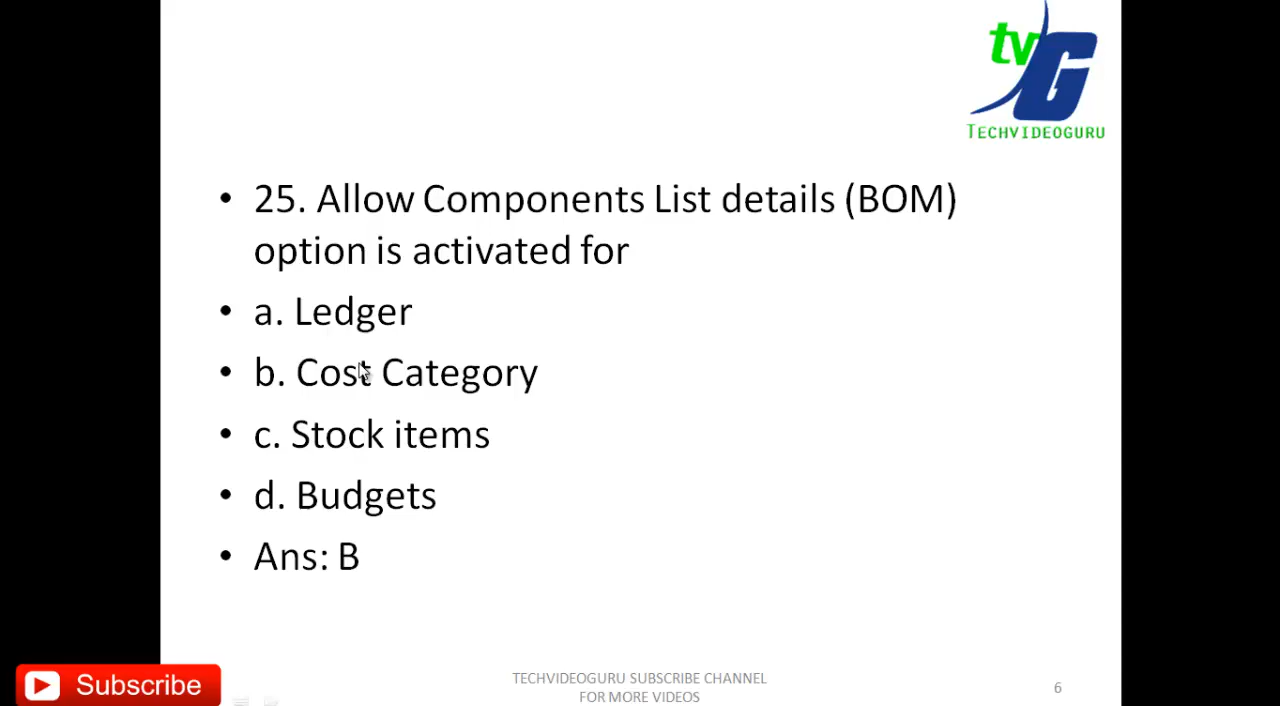 tvG
TECHVIDEOGURU
• 25. Allow Components List details (BOM)
option is activated for
• a. Ledger
• b. Cost Category
• c. Stock items
• d. Budgets
• Ans: B
TECHVIDEOGURU SUBSCRIBE CHANNEL
FOR MORE VIDEOS
6
Subscribe